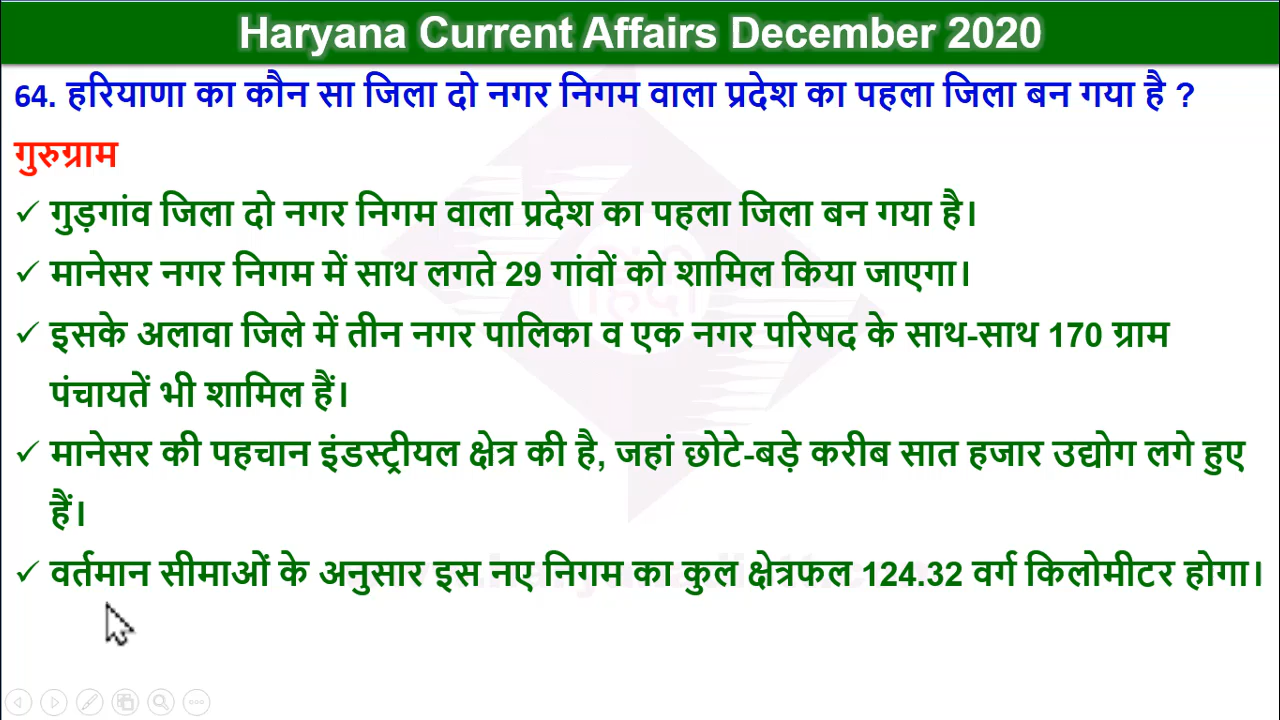 Haryana Current Affairs December 2020
64. हरियाणा का कौन सा जिला दो नगर निगम वाला प्रदेश का पहला जिला बन गया है ?
गुरुग्राम
✓ गुड़गांव जिला दो नगर निगम वाला प्रदेश का पहला जिला बन गया है।
✓ मानेसर नगर निगम में साथ लगते 29 गांवों को शामिल किया जाएगा।
✓ इसके अलावा जिले में तीन नगर पालिका व एक नगर परिषद के साथ-साथ 170 ग्राम
पंचायतें भी शामिल हैं।
✓ मानेसर की पहचान इंडस्ट्रीयल क्षेत्र की है, जहां छोटे-बड़े करीब सात हजार उद्योग लगे हुए
हैं।
✓ वर्तमान सीमाओं के अनुसार इस नए निगम का कुल क्षेत्रफल 124.32 वर्ग किलोमीटर होगा।
हिंदी